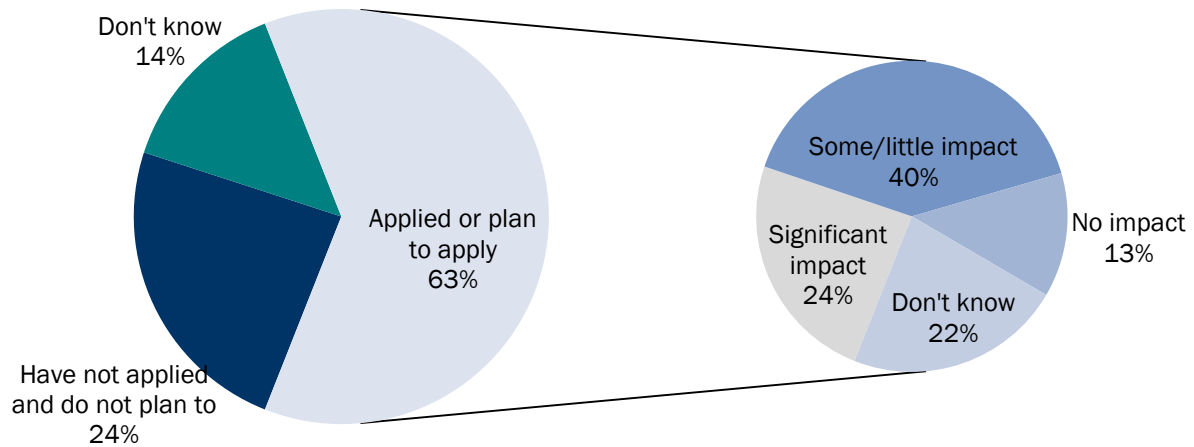 Don't know
14%
Applied or plan
to apply
63%
Have not applied
and do not plan to
24%
Some/little impact
40%
No impact
13%
Significant
impact
24%
Don't know
22%